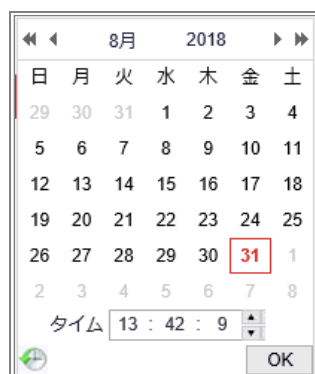 8月 2018
日 月 火 水 木 金 土
29 30 31 1 2 3 4
5 6 7 8 9 10 11
12 13 14 15 16 17 18
19 20 21 22 23 24 25
26 27 28 29 30 31 1
2 3 4 5 6 7 8
タイム 13 : 42 : 9
OK